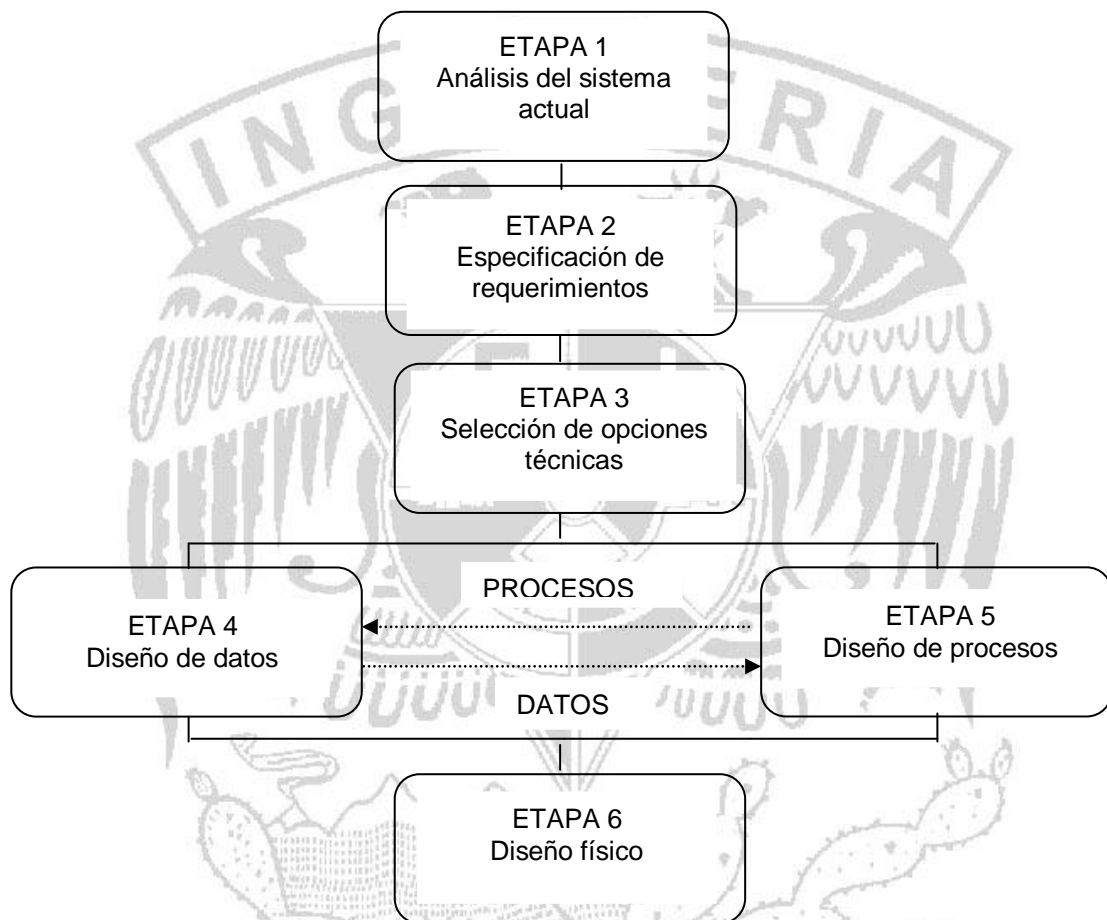 INGENIERIA
ETAPA 1
Análisis del sistema
actual
ETAPA 2
Especificación de
requerimientos
ETAPA 3
Selección de opciones
técnicas
PROCESOS
ETAPA 4
Diseño de datos
ETAPA 5
Diseño de procesos
DATOS
ETAPA 6
Diseño físico